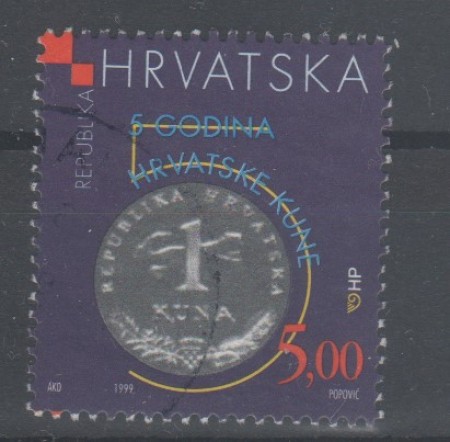 REPUBLIKA HRVATSKA
5 GODINA
HRVATSKE KUNE
REPUBLIKA HRVATSKA
1
KUNA
HP
5,00
AKD 1999. POPOVIĆ